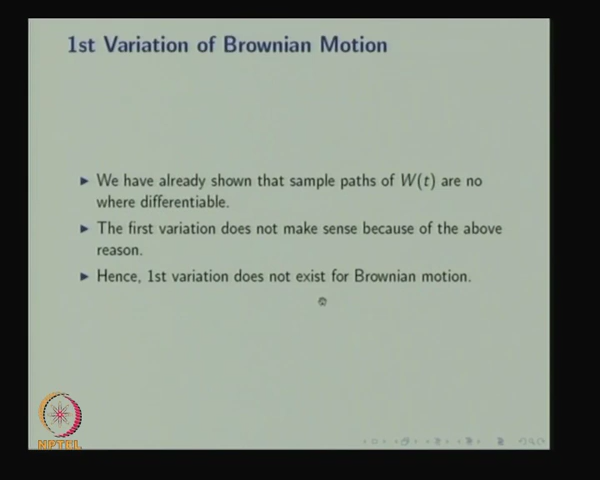 1st Variation of Brownian Motion
We have already shown that sample paths of W(t) are no
where differentiable.
The first variation does not make sense because of the above
reason.
Hence, 1st variation does not exist for Brownian motion.
NPTEL